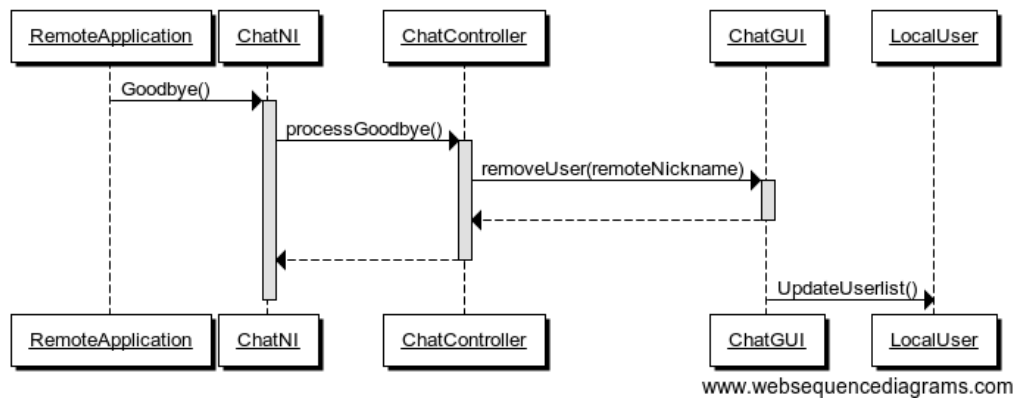 RemoteApplication ChatNI ChatController ChatGUI LocalUser
Goodbye()
processGoodbye()
removeUser(remoteNickname)
UpdateUserlist()
RemoteApplication ChatNI ChatController ChatGUI LocalUser
www.websequencediagrams.com